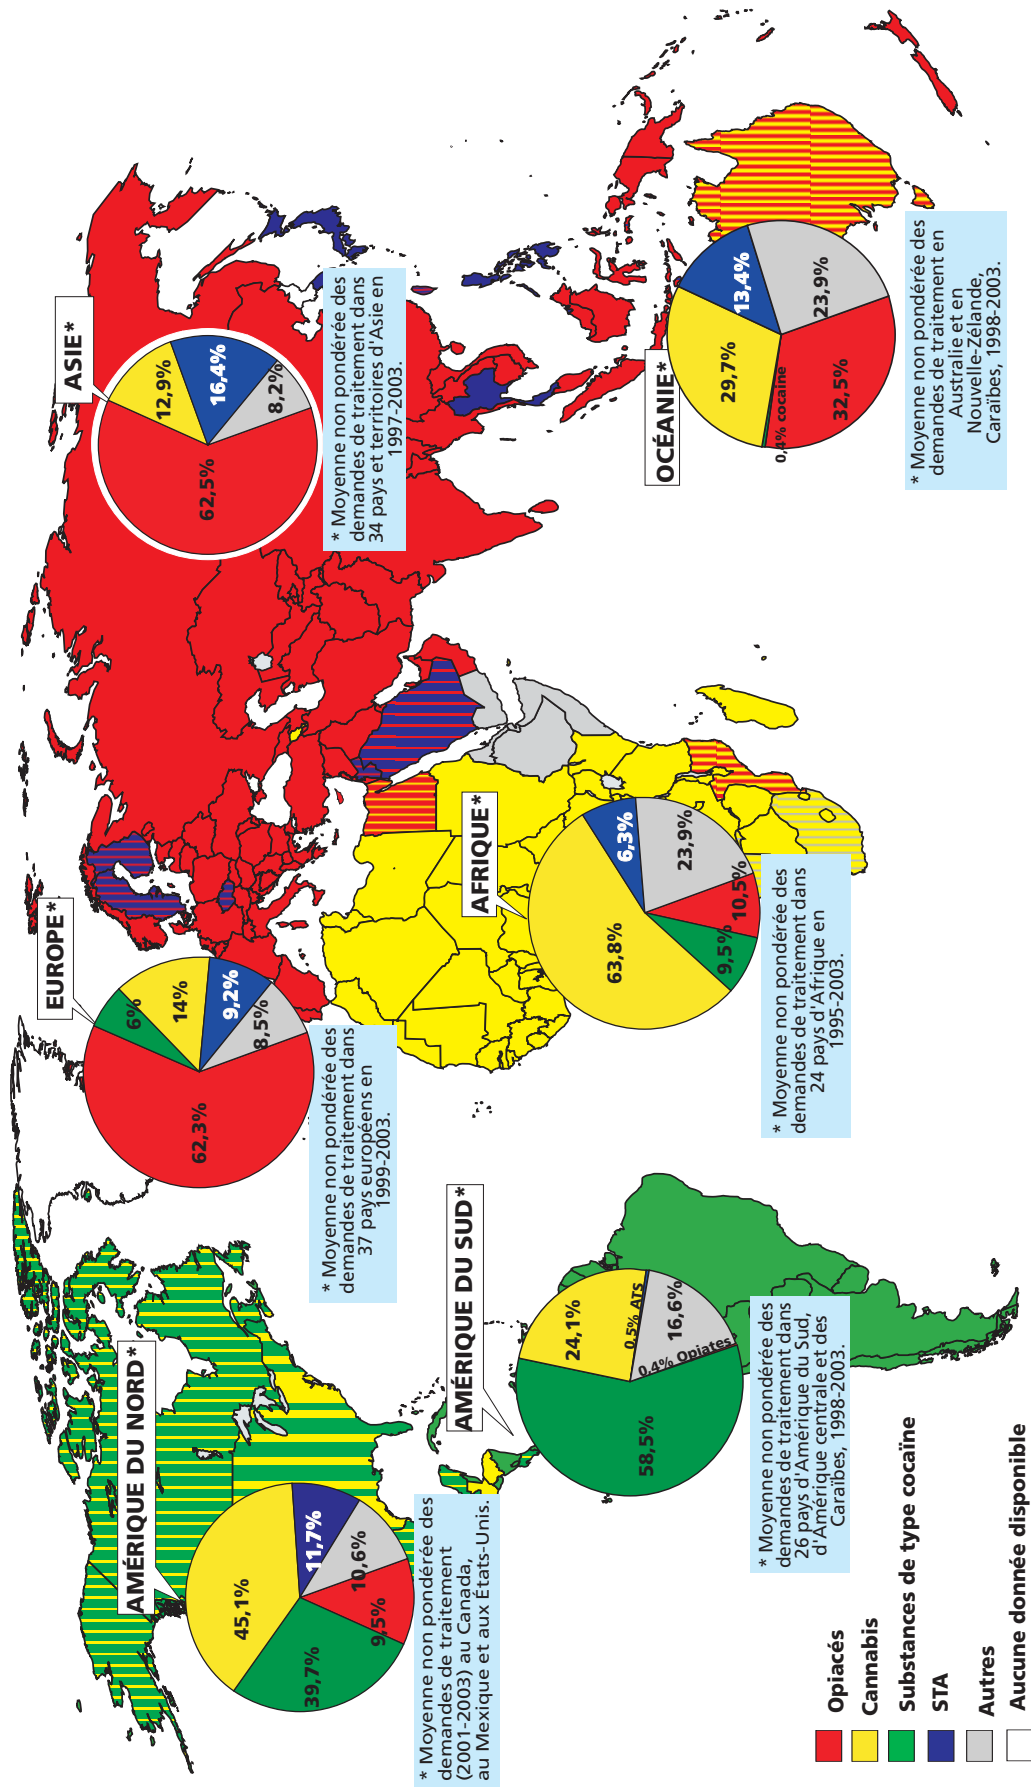 AMÉRIQUE DU NORD*
45,1%
11,7%
10,6%
9,5%
39,7%
* Moyenne non pondérée des
demandes de traitement
(2001-2003) au Canada,
au Mexique et aux États-Unis.
AMÉRIQUE DU SUD*
24,1%
0,5% ATS
16,6%
0,4% Opiates
58,5%
* Moyenne non pondérée des
demandes de traitement dans
26 pays d'Amérique du Sud,
d'Amérique centrale et des
Caraïbes, 1998-2003.
EUROPE*
6%
14%
9,2%
8,5%
62,3%
* Moyenne non pondérée des
demandes de traitement dans
37 pays européens en
1999-2003.
AFRIQUE*
63,8%
6,3%
23,9%
10,5%
9,5%
* Moyenne non pondérée des
demandes de traitement dans
24 pays d'Afrique en
1995-2003.
ASIE*
12,9%
16,4%
8,2%
62,5%
* Moyenne non pondérée des
demandes de traitement dans
34 pays et territoires d'Asie en
1997-2003.
OCÉANIE*
29,7%
13,4%
23,9%
32,5%
0,4% cocaine
* Moyenne non pondérée des
demandes de traitement en
Australie et en
Nouvelle-Zélande,
Caraïbes, 1998-2003.
Opiacés
Cannabis
Substances de type cocaïne
STA
Autres
Aucune donnée disponible